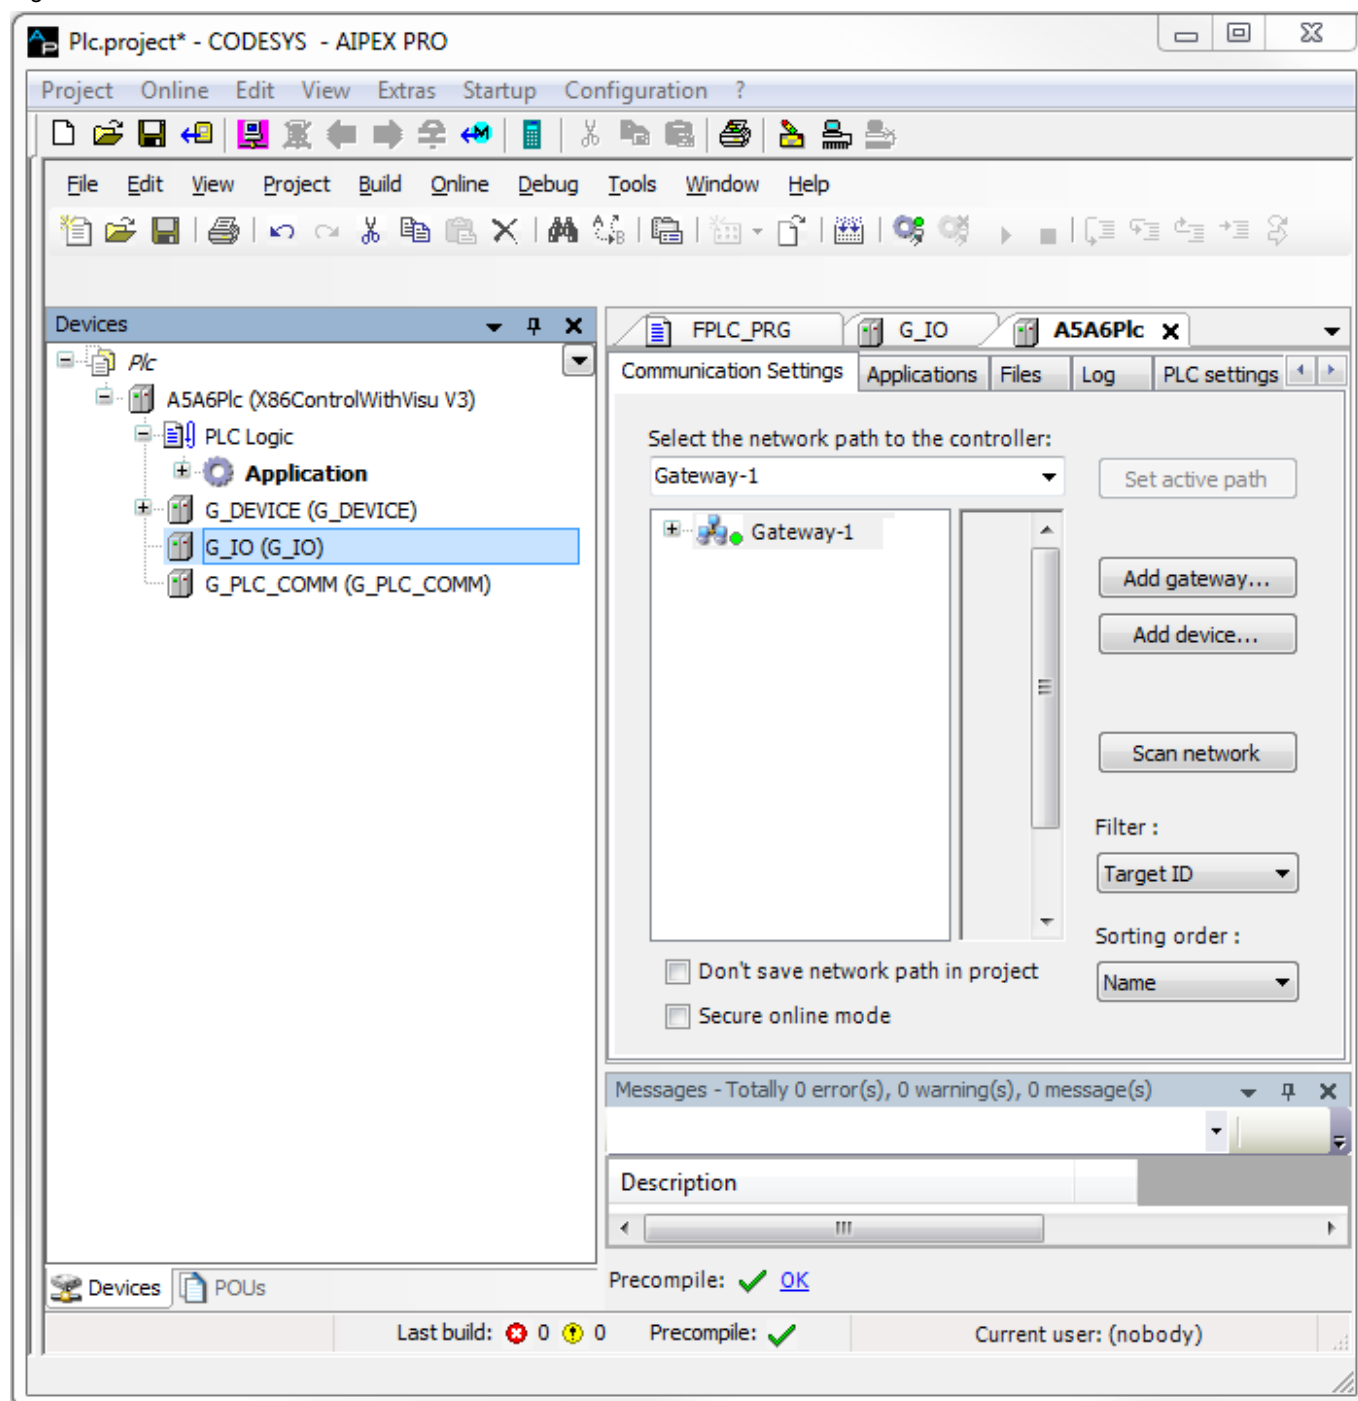 Plc.project* - CODESYS - AIPEX PRO
Project Online Edit View Extras Startup Configuration ?
File Edit View Project Build Online Debug Tools Window Help
Devices
Plc
A5A6Plc (X86ControlWithVisu V3)
PLC Logic
Application
G_DEVICE (G_DEVICE)
G_IO (G_IO)
G_PLC_COMM (G_PLC_COMM)
Devices POUs
FPLC_PRG G_IO A5A6Plc
Communication Settings Applications Files Log PLC settings
Select the network path to the controller:
Gateway-1
Set active path
Gateway-1
Add gateway...
Add device...
Scan network
Filter :
Target ID
Sorting order :
Name
Don't save network path in project
Secure online mode
Messages - Totally 0 error(s), 0 warning(s), 0 message(s)
Description
Precompile: OK
Last build: 0 0 Precompile: Current user: (nobody)